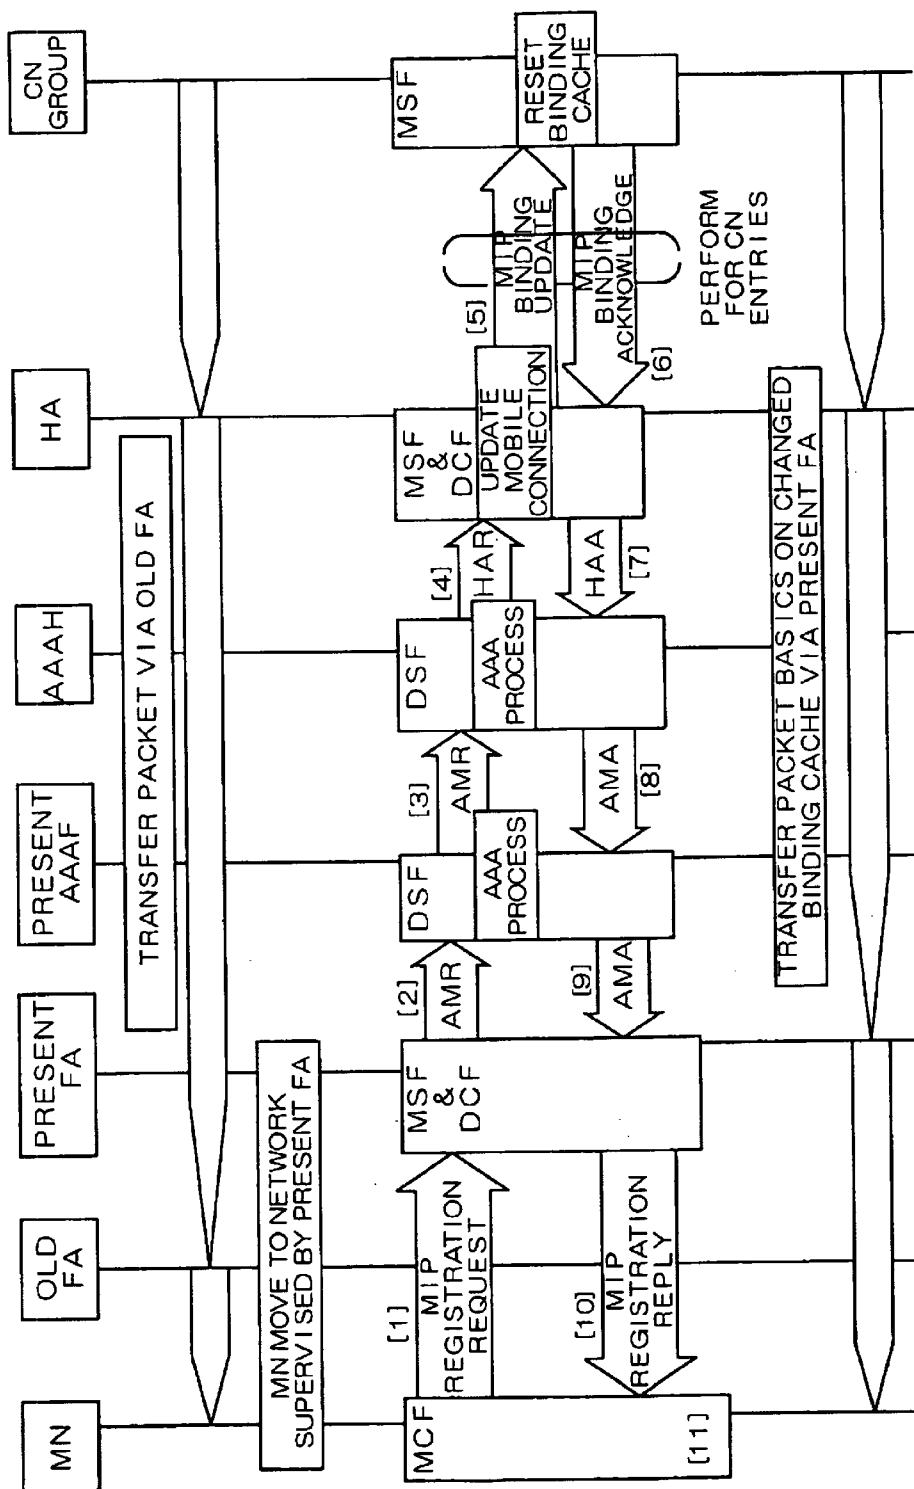 MN
OLD
FA
PRESENT
FA
PRESENT
AAAF
AAAH
HA
CN
GROUP
TRANSFER PACKET VIA OLD FA
MN MOVE TO NETWORK
SUPERVISED BY PRESENT FA
MCF
[1]
MIP
REGISTRATION
REQUEST
MSF
&
DCF
[2]
AMR
DSF
AAA
PROCESS
[3]
AMR
DSF
AAA
PROCESS
[4]
HAR
MSF
&
DCF
UPDATE
MOBILE
CONNECTION
[5]
MIP
BINDING
UPDATE
MSF
RESET
BINDING
CACHE
MIP
BINDING
ACKNOWLEDGE
[6]
PERFORM
FOR CN
ENTRIES
HAA
[7]
AMA
[8]
[9]
AMA
[10]
MIP
REGISTRATION
REPLY
[11]
TRANSFER PACKET BASICS ON CHANGED
BINDING CACHE VIA PRESENT FA